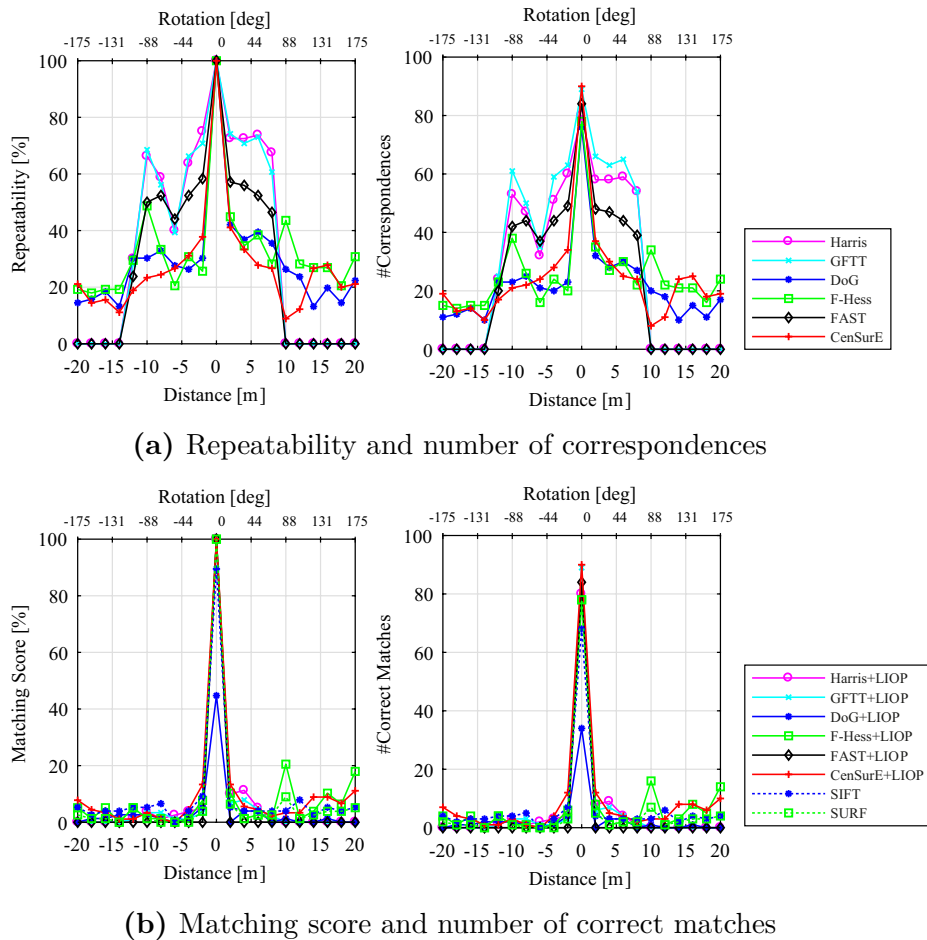 Rotation [deg]
-175 -131 -88 -44 0 44 88 131 175
Repeatability [%]
100
80
60
40
20
0
-20 -15 -10 -5 0 5 10 15 20
Distance [m]
Rotation [deg]
-175 -131 -88 -44 0 44 88 131 175
#Correspondences
100
80
60
40
20
0
-20 -15 -10 -5 0 5 10 15 20
Distance [m]
Harris
GFTT
DoG
F-Hess
FAST
CenSurE
(a) Repeatability and number of correspondences
Rotation [deg]
-175 -131 -88 -44 0 44 88 131 175
Matching Score [%]
100
80
60
40
20
0
-20 -15 -10 -5 0 5 10 15 20
Distance [m]
Rotation [deg]
-175 -131 -88 -44 0 44 88 131 175
#Correct Matches
100
80
60
40
20
0
-20 -15 -10 -5 0 5 10 15 20
Distance [m]
Harris+LIOP
GFTT+LIOP
DoG+LIOP
F-Hess+LIOP
FAST+LIOP
CenSurE+LIOP
SIFT
SURF
(b) Matching score and number of correct matches